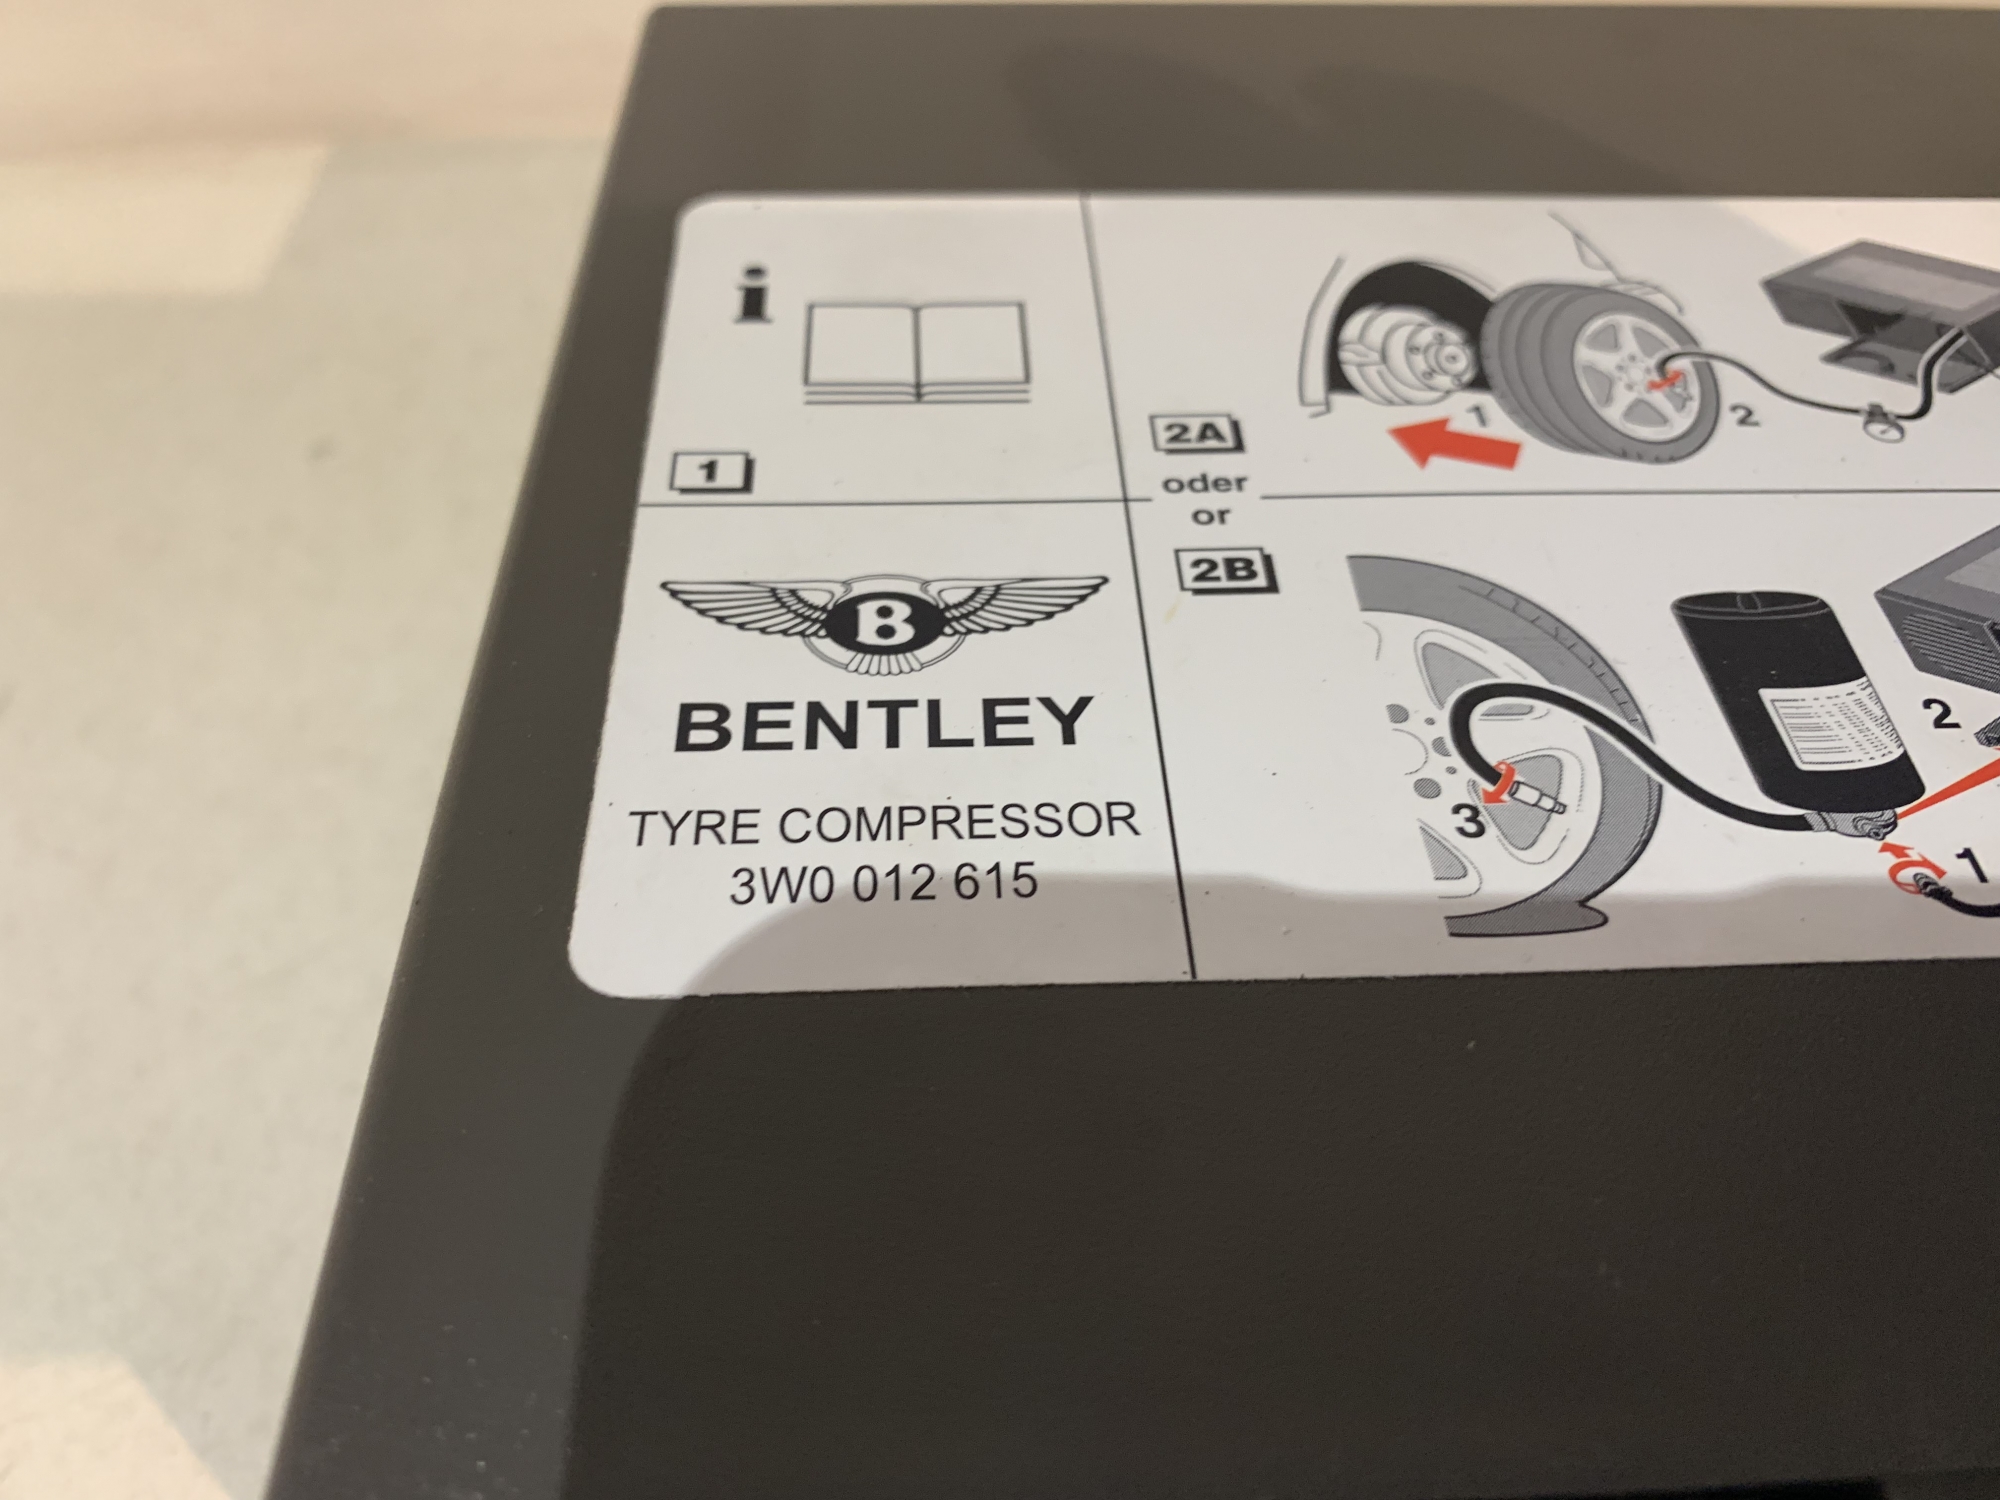 i
1
B
BENTLEY
TYRE COMPRESSOR
3W0 012 615
2A
oder
or
2B
1
2
3
2
1